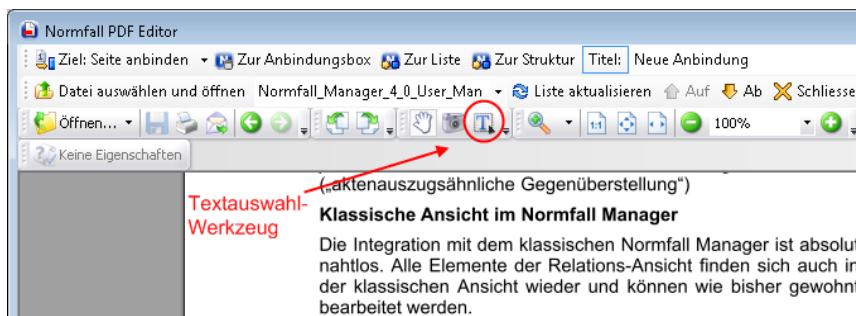 Normfall PDF Editor
Ziel: Seite anbinden Zur Anbindungsbox Zur Liste Zur Struktur Titel: Neue Anbindung
Datei auswählen und öffnen Normfall_Manager_4_0_User_Man Liste aktualisieren Auf Ab Schliesse
Öffnen... T 1:1 100%
Keine Eigenschaften
(„aktenauszugsähnliche Gegenüberstellung“)
Textauswahl-
Werkzeug
Klassische Ansicht im Normfall Manager
Die Integration mit dem klassischen Normfall Manager ist absolut
nahtlos. Alle Elemente der Relations-Ansicht finden sich auch in
der klassischen Ansicht wieder und können wie bisher gewohnt
bearbeitet werden.